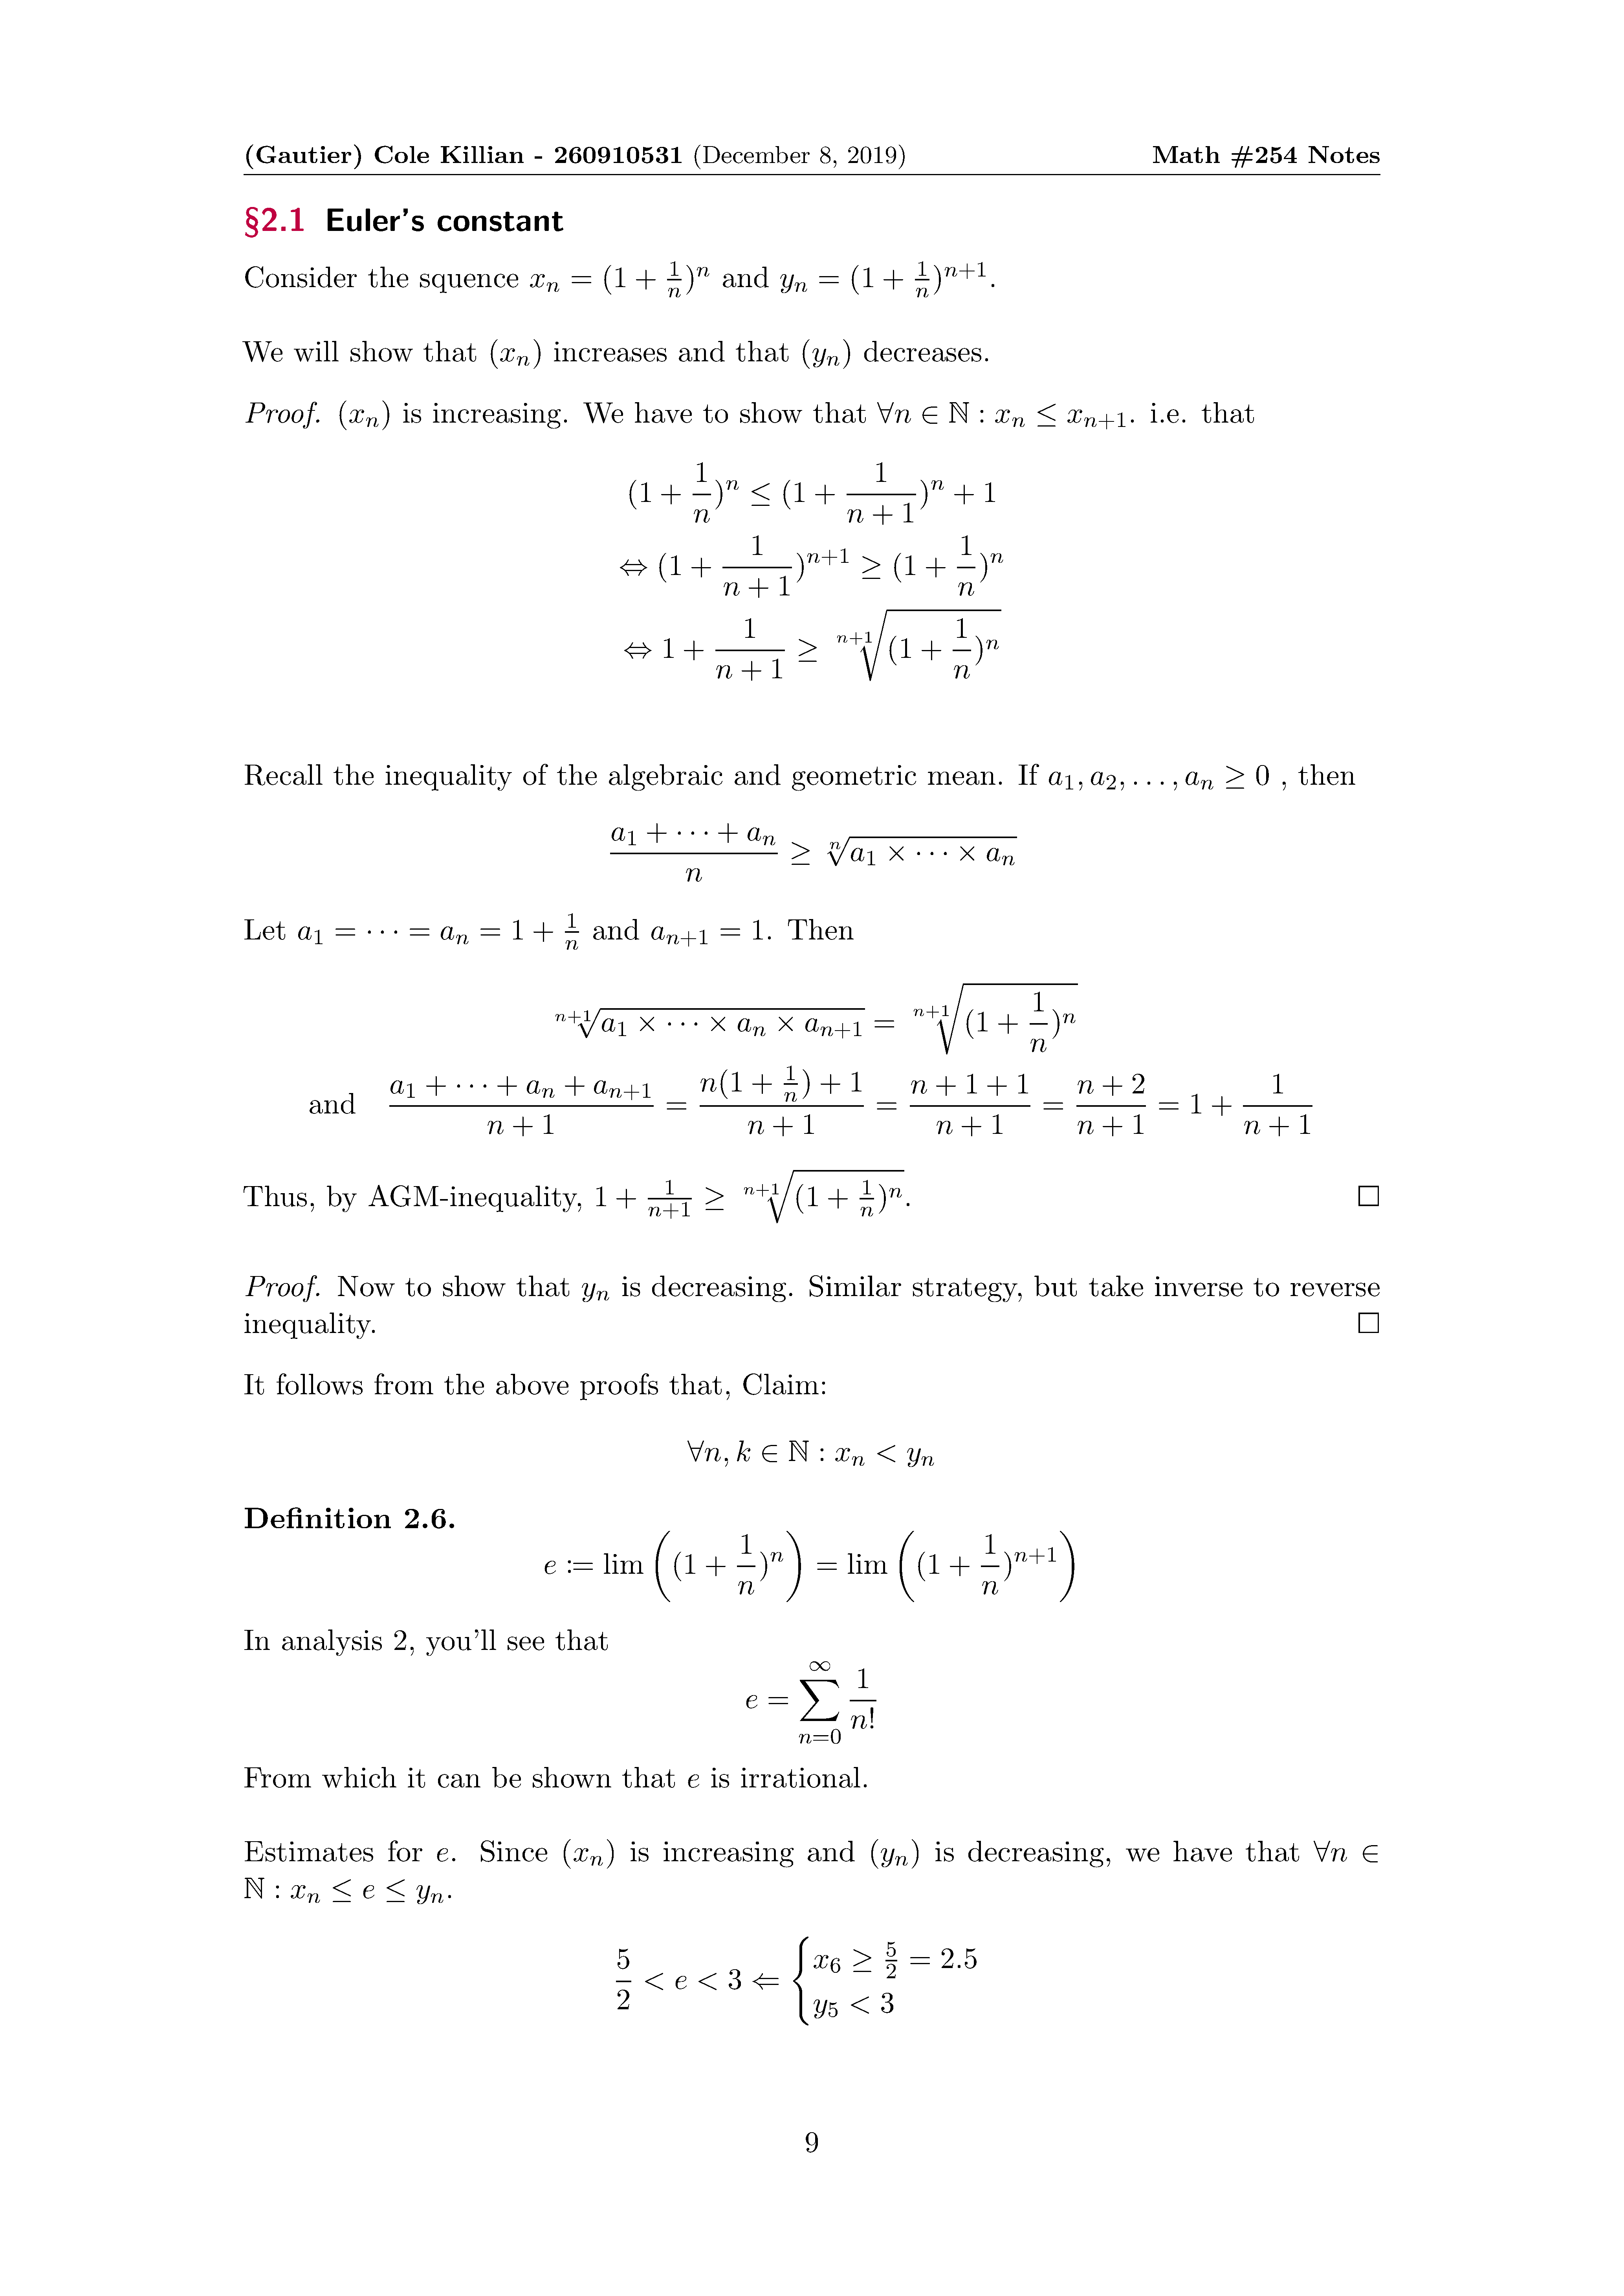 (Gautier) Cole Killian - 260910531 (December 8, 2019) Math #254 Notes
§2.1 Euler's constant
Consider the squence $x_n = (1 + \frac{1}{n})^n$ and $y_n = (1 + \frac{1}{n})^{n+1}$.
We will show that $(x_n)$ increases and that $(y_n)$ decreases.
Proof. $(x_n)$ is increasing. We have to show that $\forall n \in \mathbb{N} : x_n \leq x_{n+1}$. i.e. that
$(1 + \frac{1}{n})^n \leq (1 + \frac{1}{n+1})^n + 1$
$\Leftrightarrow (1 + \frac{1}{n+1})^{n+1} \geq (1 + \frac{1}{n})^n$
$\Leftrightarrow 1 + \frac{1}{n+1} \geq \sqrt[n+1]{(1 + \frac{1}{n})^n}$
Recall the inequality of the algebraic and geometric mean. If $a_1, a_2, \ldots, a_n \geq 0$ , then
$\frac{a_1 + \cdots + a_n}{n} \geq \sqrt[n]{a_1 \times \cdots \times a_n}$
Let $a_1 = \cdots = a_n = 1 + \frac{1}{n}$ and $a_{n+1} = 1$. Then
$\sqrt[n+1]{a_1 \times \cdots \times a_n \times a_{n+1}} = \sqrt[n+1]{(1 + \frac{1}{n})^n}$
and $\frac{a_1 + \cdots + a_n + a_{n+1}}{n+1} = \frac{n(1 + \frac{1}{n}) + 1}{n+1} = \frac{n+1+1}{n+1} = \frac{n+2}{n+1} = 1 + \frac{1}{n+1}$
Thus, by AGM-inequality, $1 + \frac{1}{n+1} \geq \sqrt[n+1]{(1 + \frac{1}{n})^n}$. □
Proof. Now to show that $y_n$ is decreasing. Similar strategy, but take inverse to reverse
inequality. □
It follows from the above proofs that, Claim:
$\forall n, k \in \mathbb{N} : x_n < y_n$
Definition 2.6.
$e := \lim \left( (1 + \frac{1}{n})^n \right) = \lim \left( (1 + \frac{1}{n})^{n+1} \right)$
In analysis 2, you'll see that
$e = \sum_{n=0}^{\infty} \frac{1}{n!}$
From which it can be shown that $e$ is irrational.
Estimates for $e$. Since $(x_n)$ is increasing and $(y_n)$ is decreasing, we have that $\forall n \in$
$\mathbb{N} : x_n \leq e \leq y_n$.
$\frac{5}{2} < e < 3 \Leftarrow \begin{cases} x_6 \geq \frac{5}{2} = 2.5 \\ y_5 < 3 \end{cases}$
9